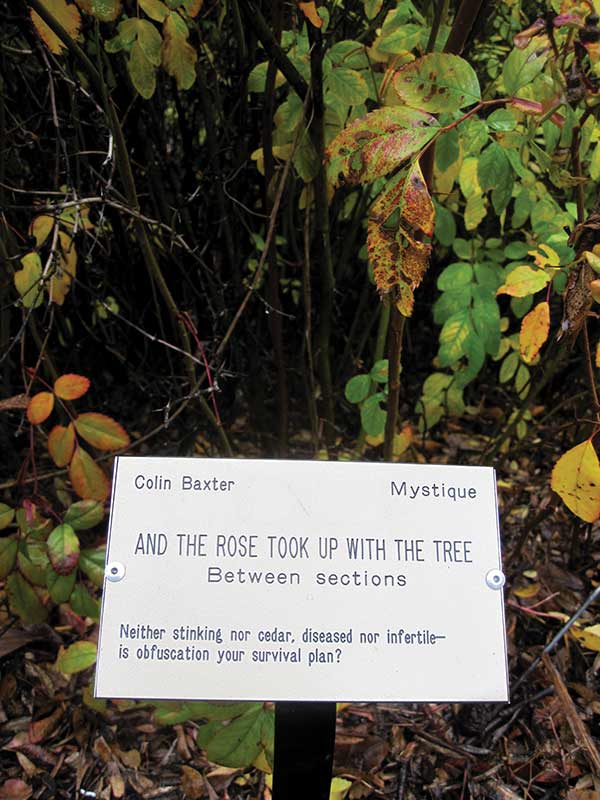 Colin Baxter Mystique
AND THE ROSE TOOK UP WITH THE TREE
Between sections
Neither stinking nor cedar, diseased nor infertile—
is obfuscation your survival plan?